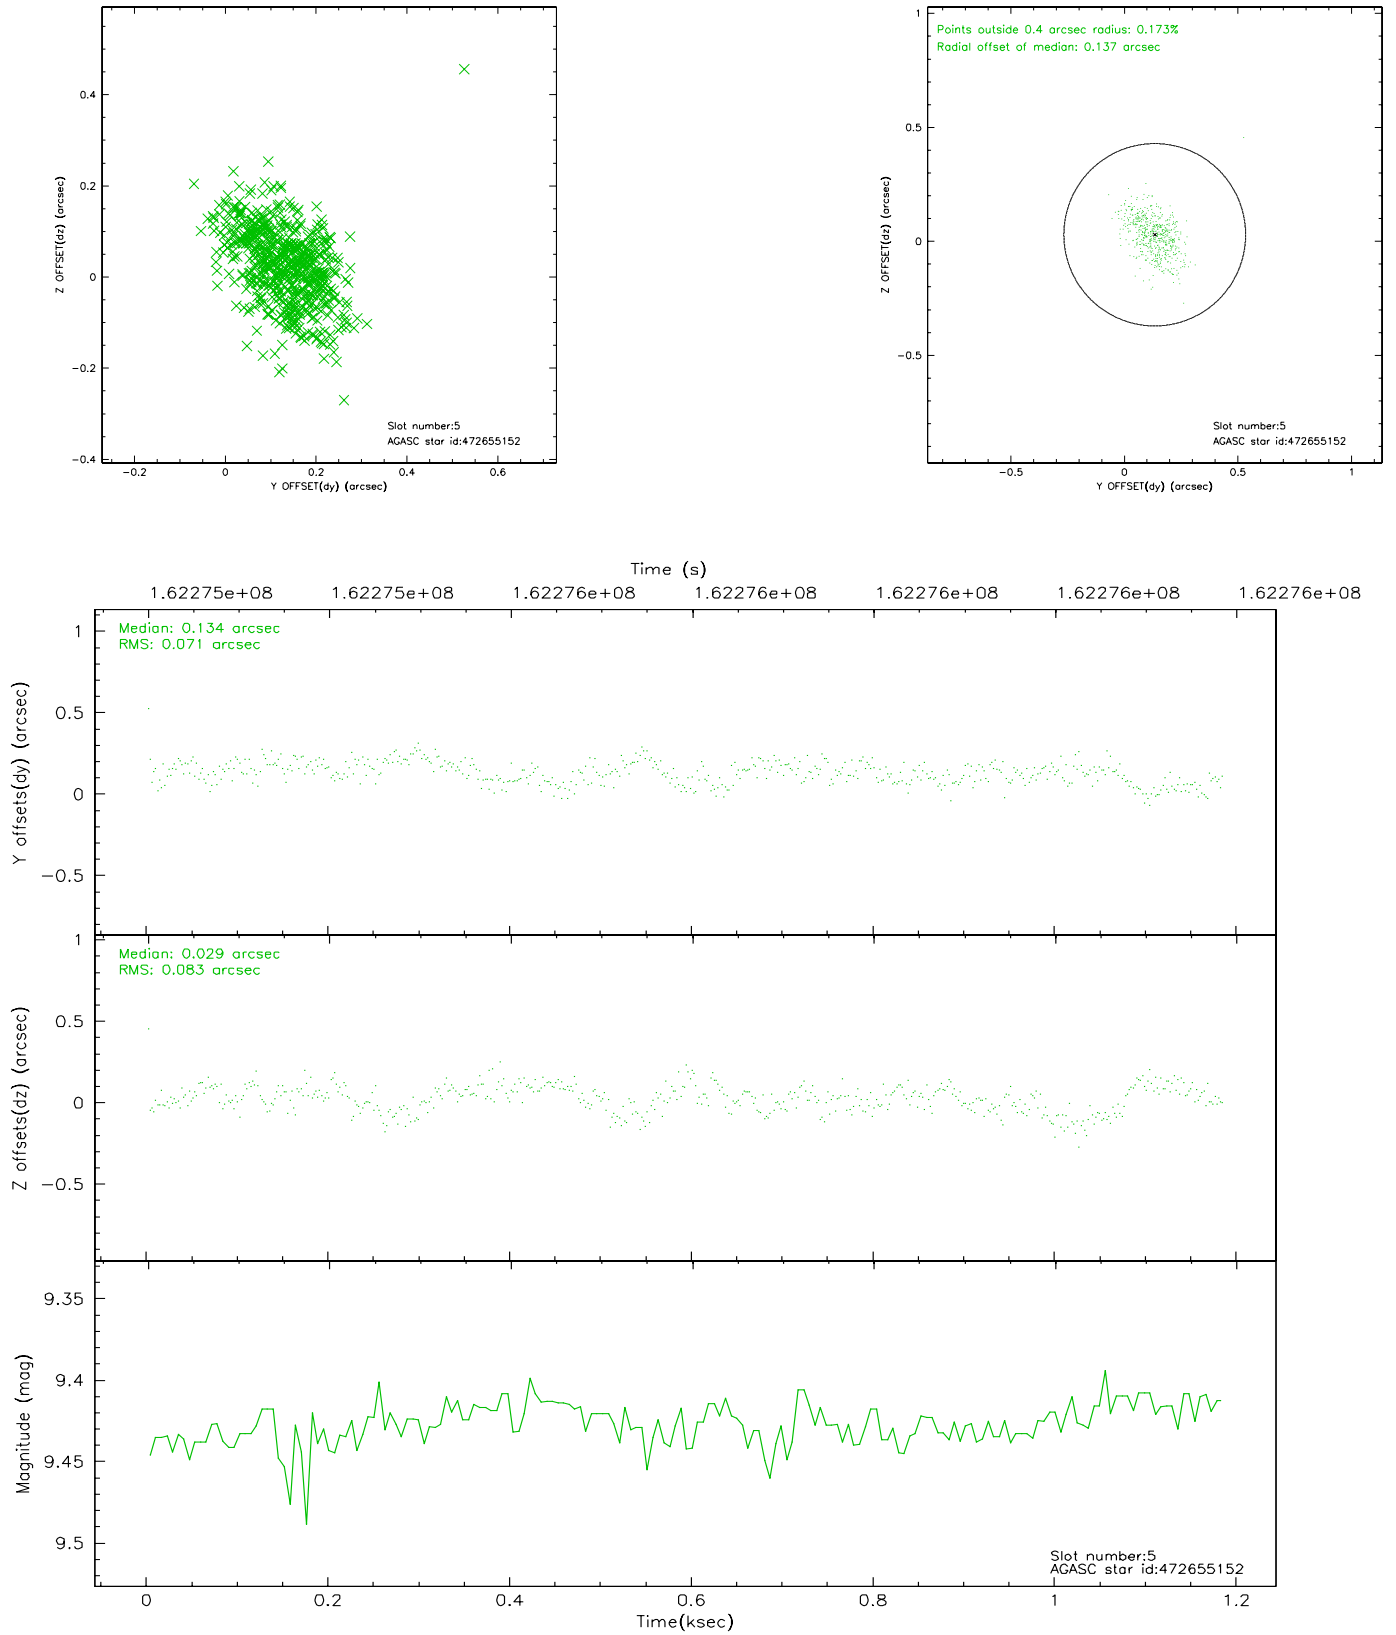 0.4
0.2
0
−0.2
−0.4
Z OFFSET(dz) (arcsec)
Slot number:5
AGASC star id:472655152
−0.2 0 0.2 0.4 0.6
Y OFFSET(dy) (arcsec)
Points outside 0.4 arcsec radius: 0.173%
Radial offset of median: 0.137 arcsec
1
0.5
0
−0.5
Z OFFSET(dz) (arcsec)
Slot number:5
AGASC star id:472655152
−0.5 0 0.5 1
Y OFFSET(dy) (arcsec)
Time (s)
1.62275e+08 1.62275e+08 1.62276e+08 1.62276e+08 1.62276e+08 1.62276e+08 1.62276e+08
Median: 0.134 arcsec
RMS: 0.071 arcsec
1
0.5
0
−0.5
Y offsets(dy) (arcsec)
Median: 0.029 arcsec
RMS: 0.083 arcsec
1
0.5
0
−0.5
Z offsets(dz) (arcsec)
9.35
9.4
9.45
9.5
Magnitude (mag)
Slot number:5
AGASC star id:472655152
0 0.2 0.4 0.6 0.8 1 1.2
Time(ksec)